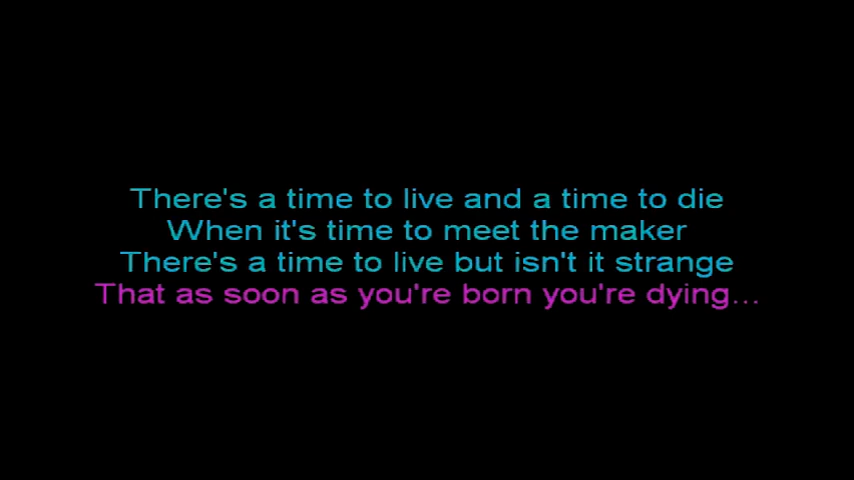 There's a time to live and a time to die
When it's time to meet the maker
There's a time to live but isn't it strange
That as soon as you're born you're dying...